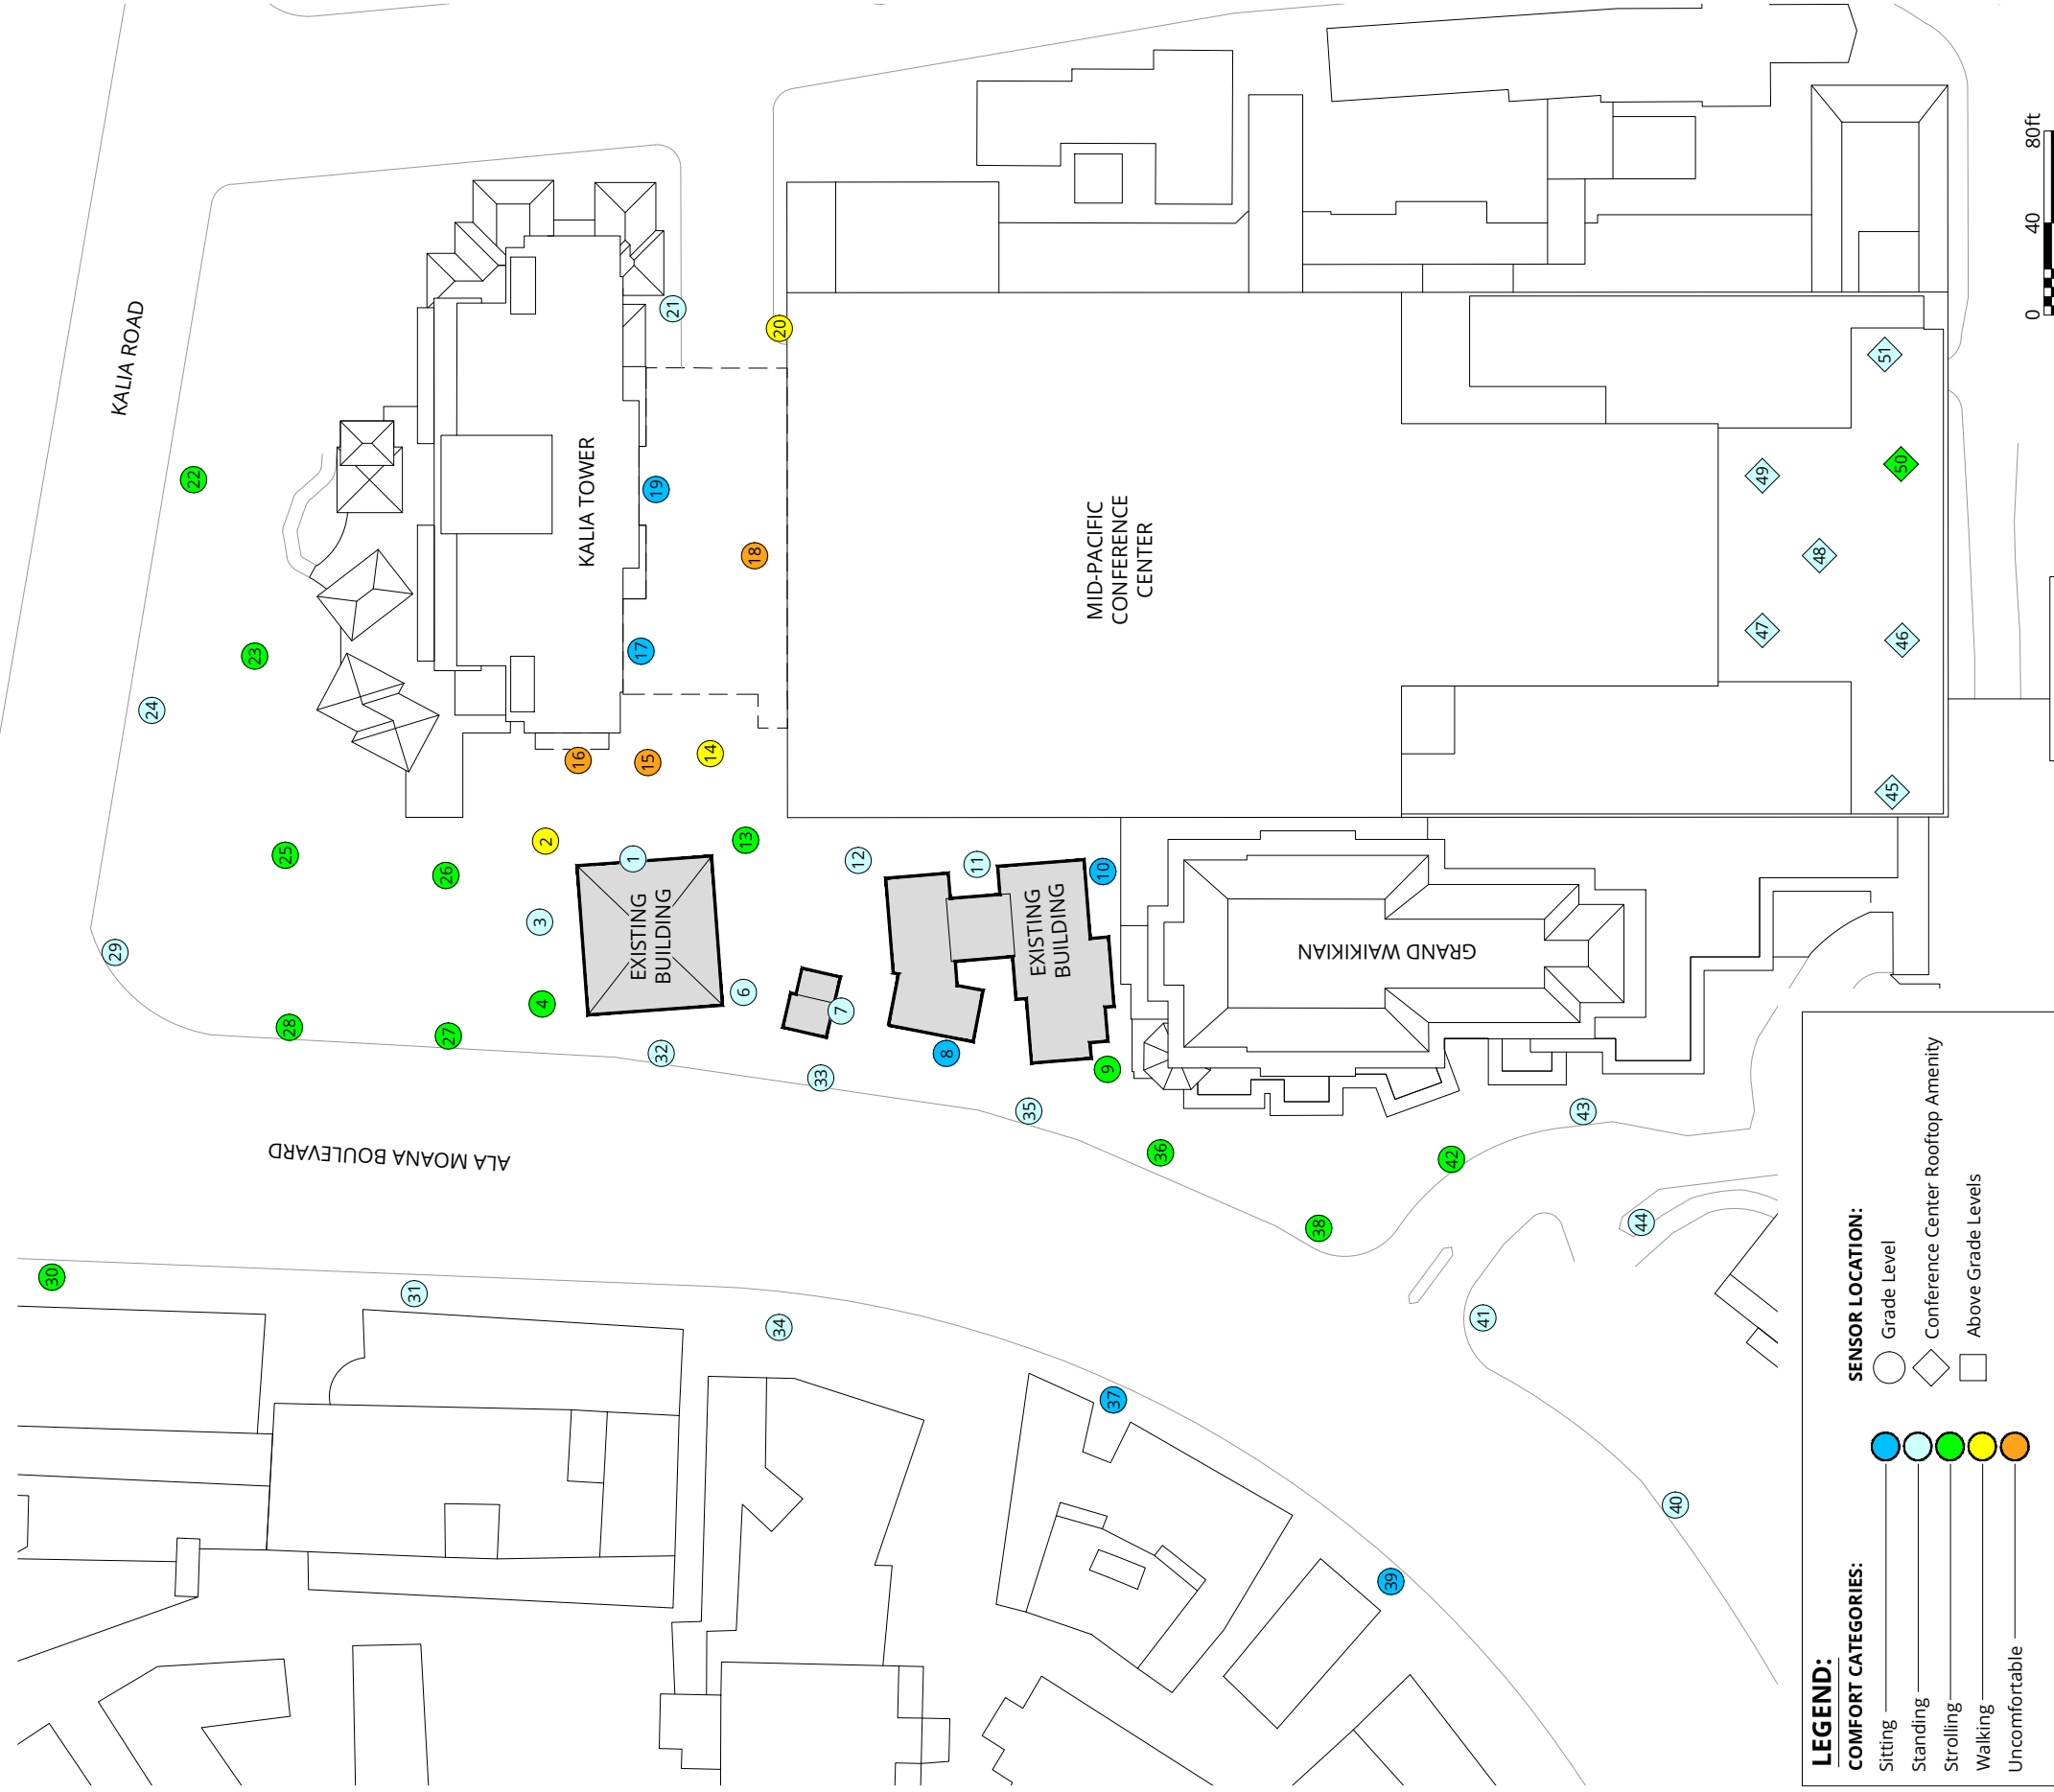 KALIA ROAD
ALA MOANA BOULEVARD
KALIA TOWER
MID-PACIFIC
CONFERENCE
CENTER
EXISTING
BUILDING
EXISTING
BUILDING
GRAND WAIKIKIAN
1
2
3
4
6
7
8
9
10
11
12
13
14
15
16
17
18
19
20
21
22
23
24
25
26
27
28
29
30
31
32
33
34
35
36
37
38
39
40
41
42
43
44
45
46
47
48
49
50
51
0 40 80ft
LEGEND:
COMFORT CATEGORIES:
Sitting
Standing
Strolling
Walking
Uncomfortable
SENSOR LOCATION:
Grade Level
Conference Center Rooftop Amenity
Above Grade Levels